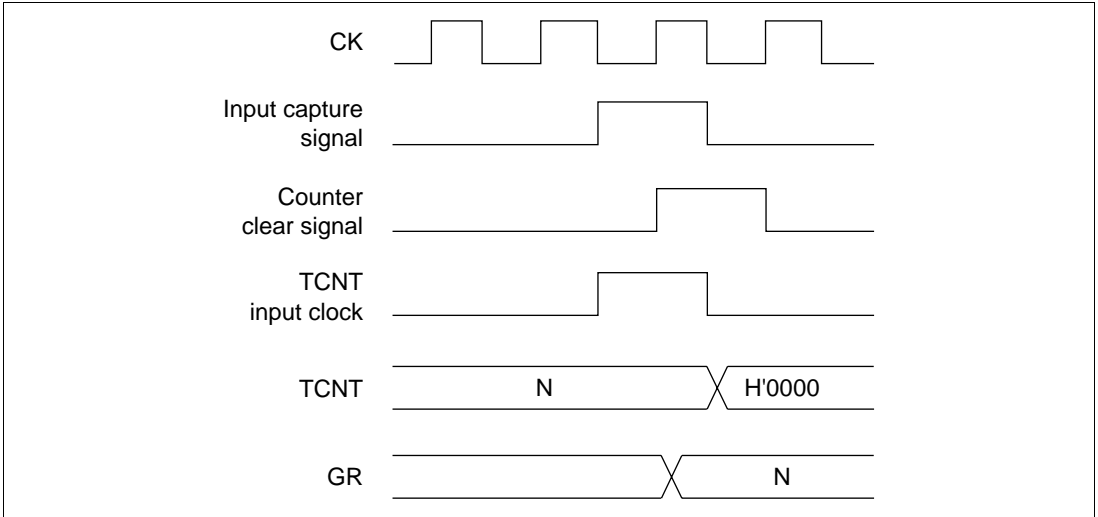 CK
Input capture
signal
Counter
clear signal
TCNT
input clock
TCNT
N
H'0000
GR
N